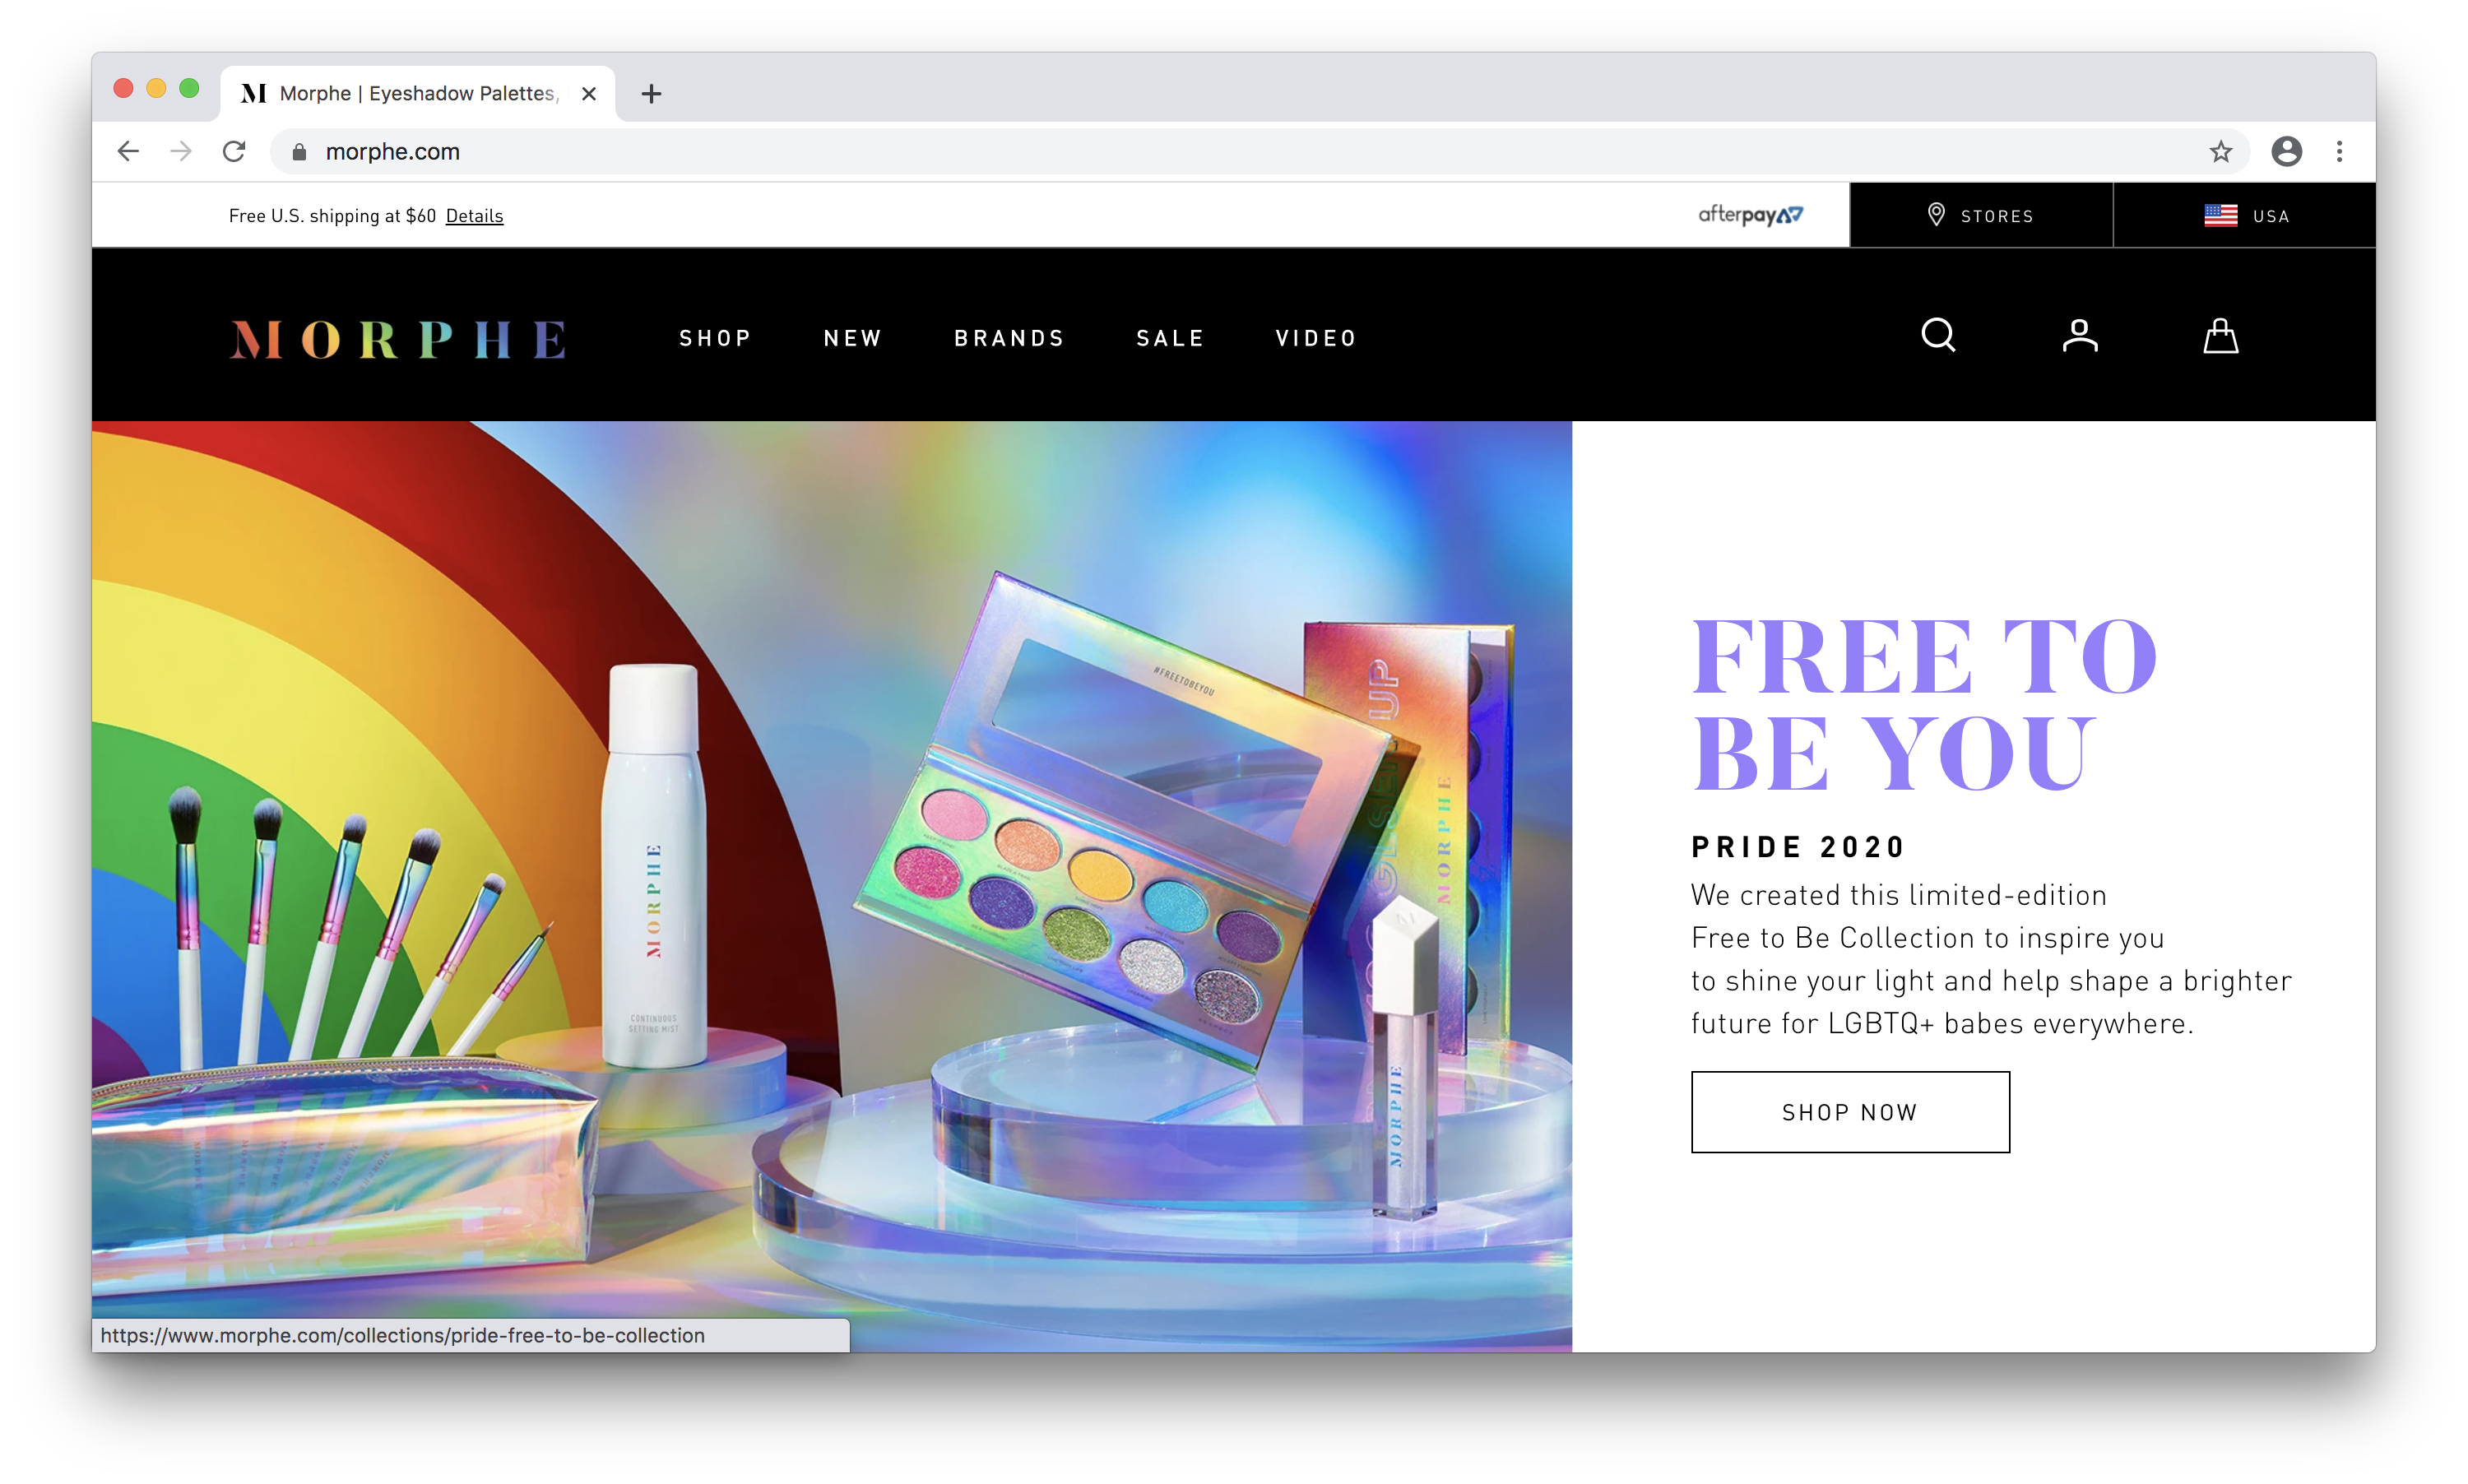 Morphe | Eyeshadow Palettes,
morphe.com
Free U.S. shipping at $60 Details
afterpay
STORES
USA
MORPHE
SHOP
NEW
BRANDS
SALE
VIDEO
#FREETOBEYOU
UP
MORPHE
MORPHE
CONTINUOUS
SETTING MIST
MORPHE
FREE TO
BE YOU
PRIDE 2020
We created this limited-edition
Free to Be Collection to inspire you
to shine your light and help shape a brighter
future for LGBTQ+ babes everywhere.
SHOP NOW
https://www.morphe.com/collections/pride-free-to-be-collection